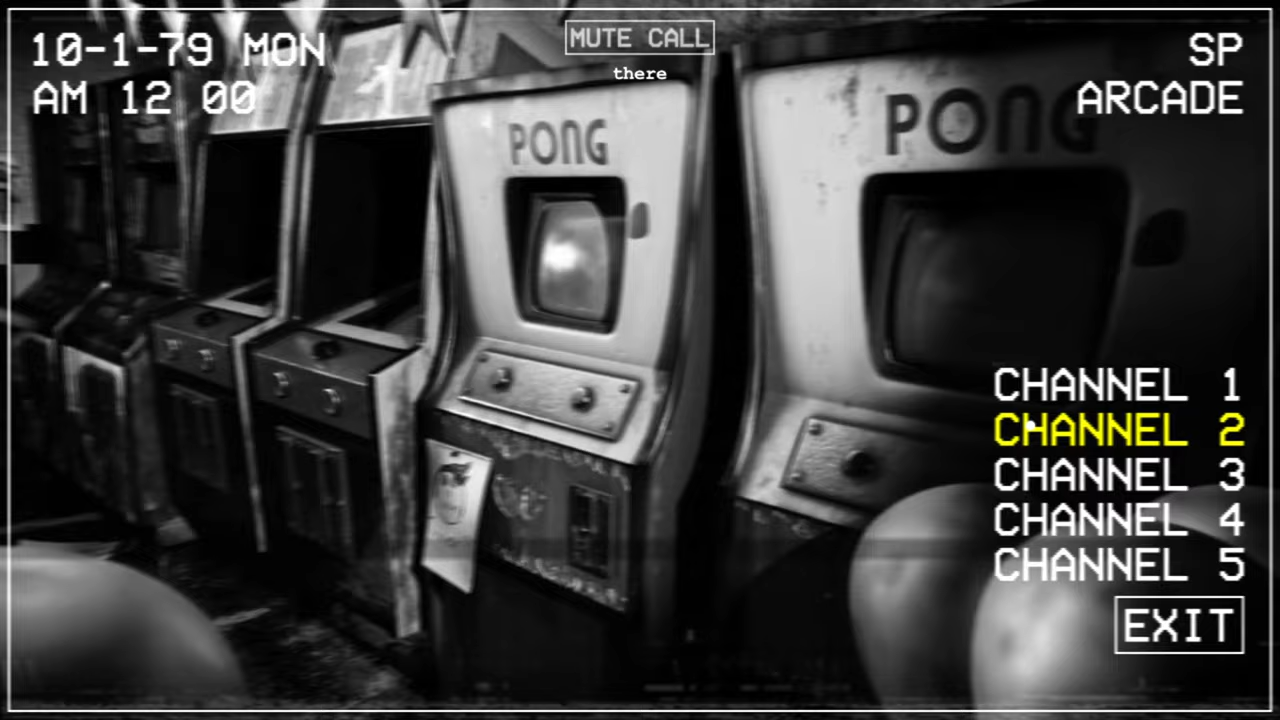 10-1-79 MON
AM 12 00
MUTE CALL
there
SP
ARCADE
PONG
PONG
CHANNEL 1
CHANNEL 2
CHANNEL 3
CHANNEL 4
CHANNEL 5
EXIT